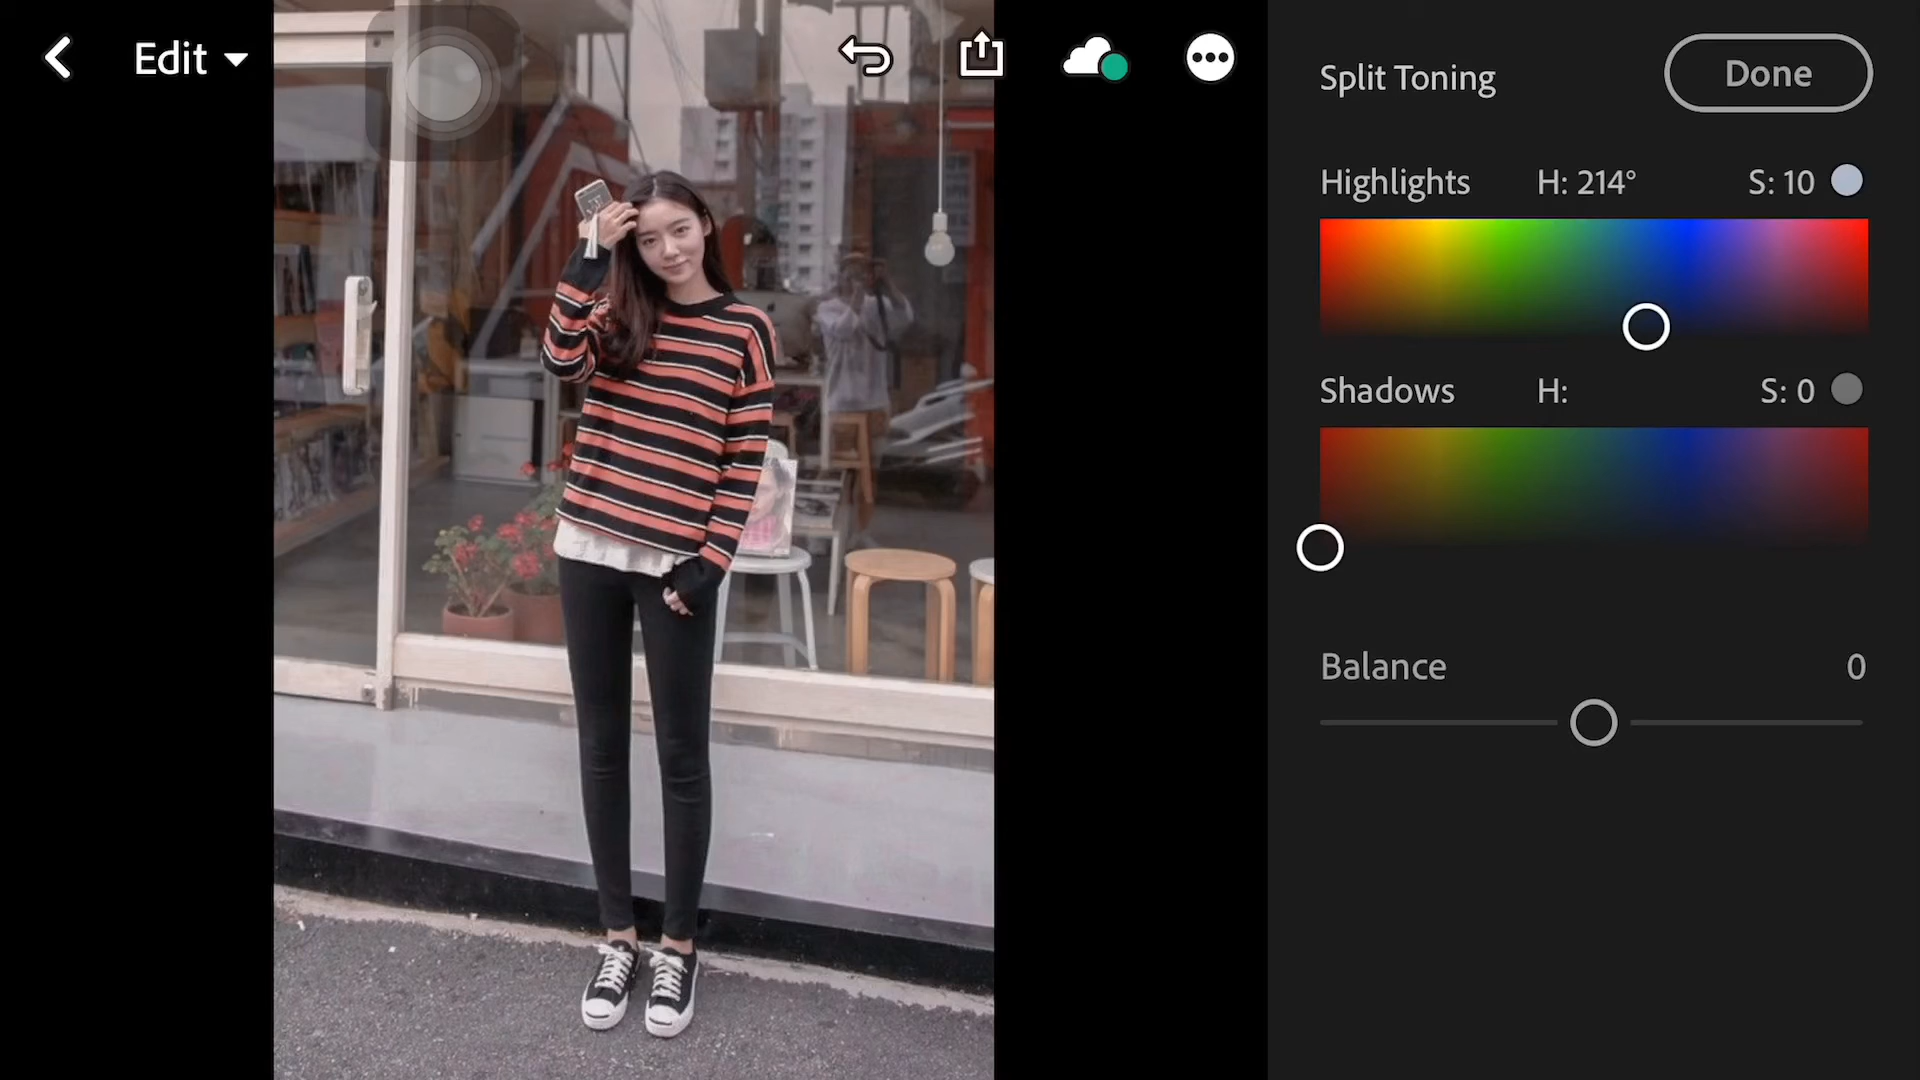 Edit
Split Toning
Done
Highlights H: 214° S: 10
Shadows H: S: 0
Balance 0